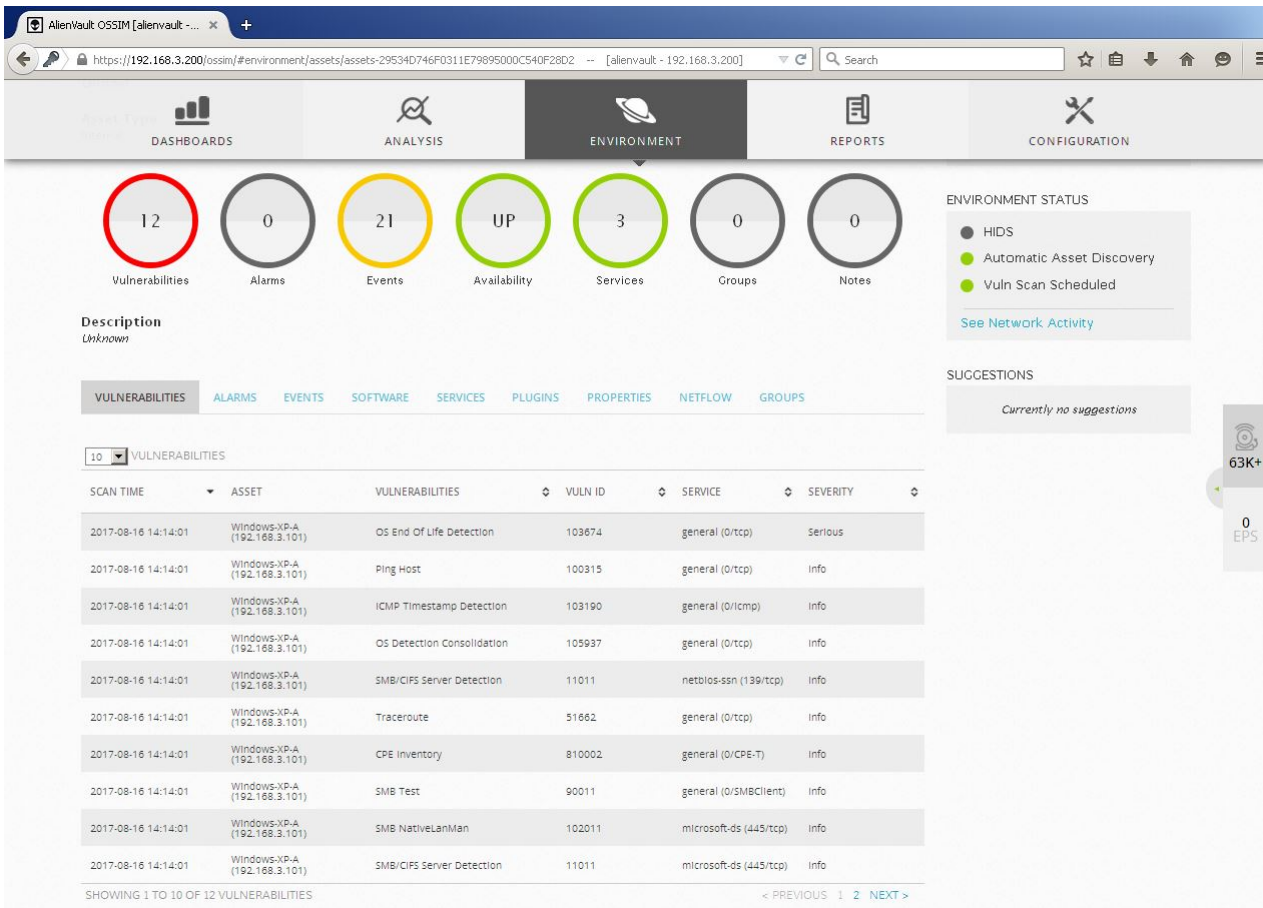 AlienVault OSSIM [alienvault -... × +
https://192.168.3.200/ossim/#environment/assets/assets-29534D746F0311E79895000C540F28D2 -- [alienvault - 192.168.3.200] Search
DASHBOARDS ANALYSIS ENVIRONMENT REPORTS CONFIGURATION
12 0 21 UP 3 0 0
Vulnerabilities Alarms Events Availability Services Groups Notes
Description
Unknown
ENVIRONMENT STATUS
HIDS
Automatic Asset Discovery
Vuln Scan Scheduled
See Network Activity
SUGGESTIONS
Currently no suggestions
63K+
0
EPS
VULNERABILITIES ALARMS EVENTS SOFTWARE SERVICES PLUGINS PROPERTIES NETFLOW GROUPS
10 VULNERABILITIES
SCAN TIME ASSET VULNERABILITIES VULN ID SERVICE SEVERITY
2017-08-16 14:14:01 Windows-XP-A (192.168.3.101) OS End Of Life Detection 103674 general (0/tcp) Serious
2017-08-16 14:14:01 Windows-XP-A (192.168.3.101) Ping Host 100315 general (0/tcp) Info
2017-08-16 14:14:01 Windows-XP-A (192.168.3.101) ICMP Timestamp Detection 103190 general (0/icmp) Info
2017-08-16 14:14:01 Windows-XP-A (192.168.3.101) OS Detection Consolidation 105937 general (0/tcp) Info
2017-08-16 14:14:01 Windows-XP-A (192.168.3.101) SMB/CIFS Server Detection 11011 netbios-ssn (139/tcp) Info
2017-08-16 14:14:01 Windows-XP-A (192.168.3.101) Traceroute 51662 general (0/tcp) Info
2017-08-16 14:14:01 Windows-XP-A (192.168.3.101) CPE Inventory 810002 general (0/CPE-T) Info
2017-08-16 14:14:01 Windows-XP-A (192.168.3.101) SMB Test 90011 general (0/SMBClient) Info
2017-08-16 14:14:01 Windows-XP-A (192.168.3.101) SMB NativeLanMan 102011 microsoft-ds (445/tcp) Info
2017-08-16 14:14:01 Windows-XP-A (192.168.3.101) SMB/CIFS Server Detection 11011 microsoft-ds (445/tcp) Info
SHOWING 1 TO 10 OF 12 VULNERABILITIES < PREVIOUS 1 2 NEXT >